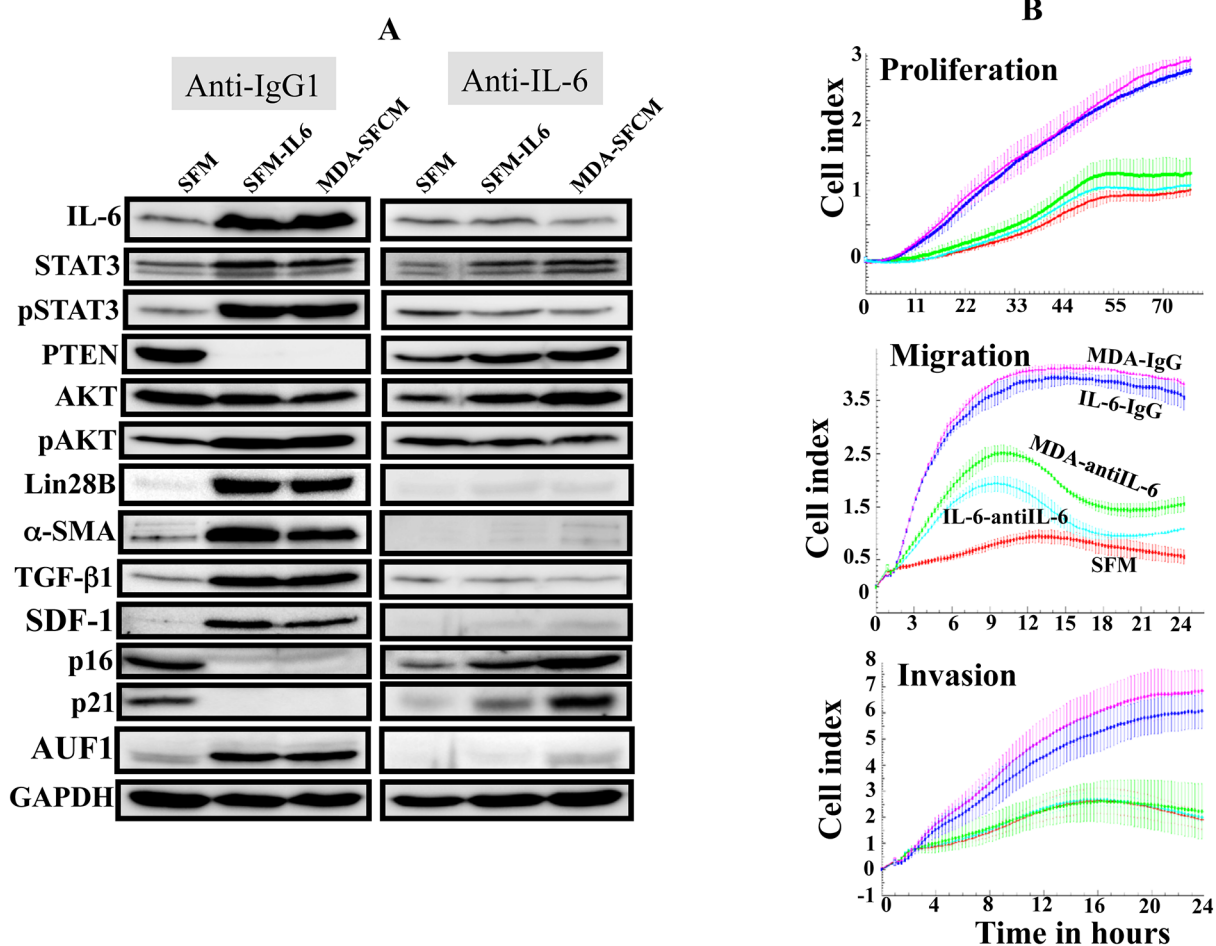 A
Anti-IgG1
Anti-IL-6
SFM
SFM-IL6
MDA-SFCM
SFM
SFM-IL6
MDA-SFCM
IL-6
STAT3
pSTAT3
PTEN
AKT
pAKT
Lin28B
α-SMA
TGF-β1
SDF-1
p16
p21
AUF1
GAPDH
B
Proliferation
Cell index
3
2
1
0
0 11 22 33 44 55 70
Migration
Cell index
3.5
2.5
1.5
0.5
0
MDA-IgG
IL-6-IgG
MDA-antiIL-6
IL-6-antiIL-6
SFM
0 3 6 9 12 15 18 21 24
Invasion
Cell index
8
7
6
5
4
3
2
1
0
-1
0 4 8 12 16 20 24
Time in hours